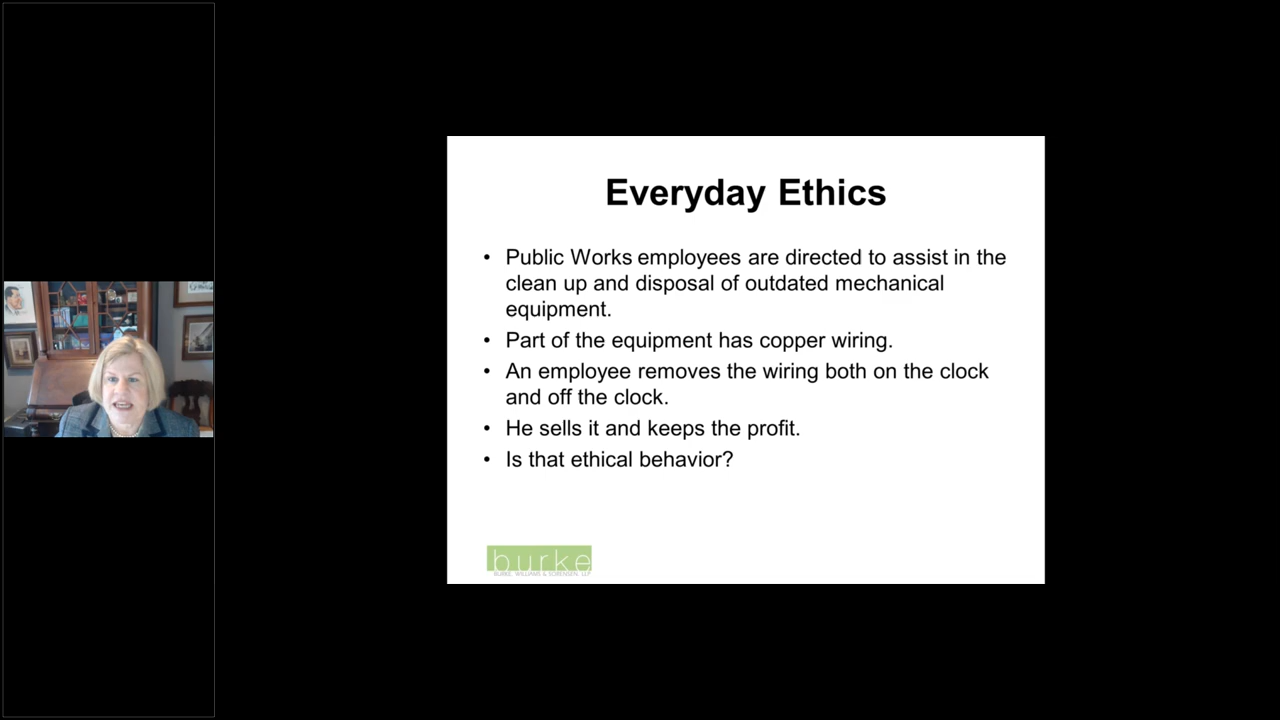 Everyday Ethics
• Public Works employees are directed to assist in the
clean up and disposal of outdated mechanical
equipment.
• Part of the equipment has copper wiring.
• An employee removes the wiring both on the clock
and off the clock.
• He sells it and keeps the profit.
• Is that ethical behavior?
burke
BURKE, WILLIAMS & SORENSEN, LLP